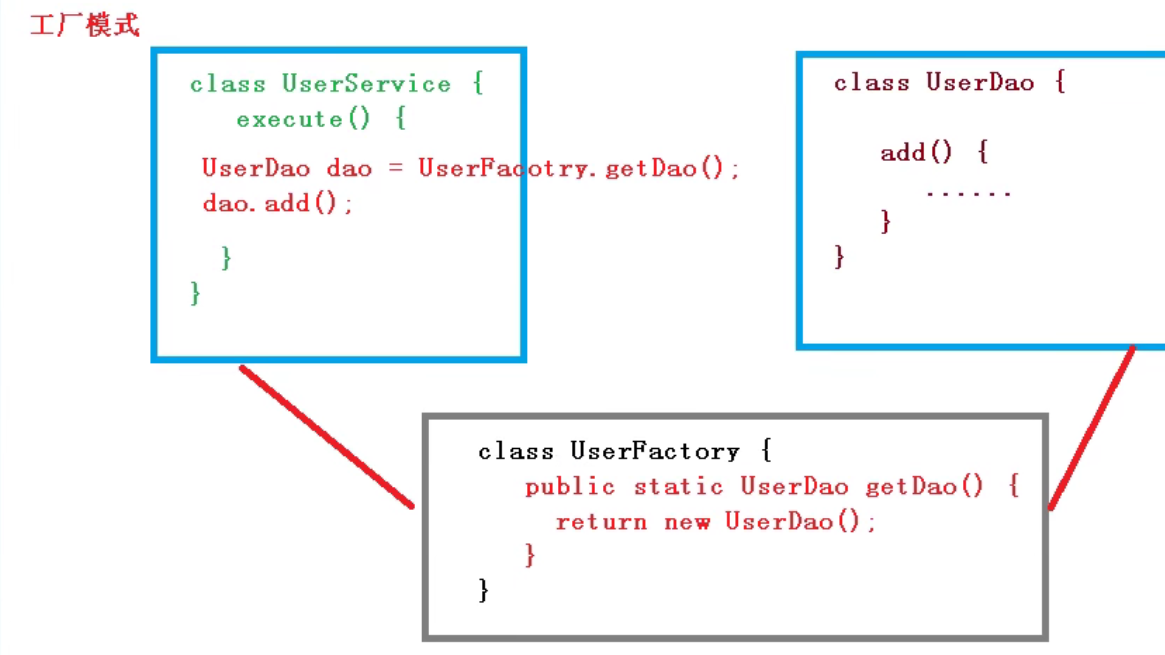 工厂模式
class UserService {
execute() {
UserDao dao = UserFacotry.getDao();
dao.add();
}
}
class UserDao {
add() {
......
}
}
class UserFactory {
public static UserDao getDao() {
return new UserDao();
}
}